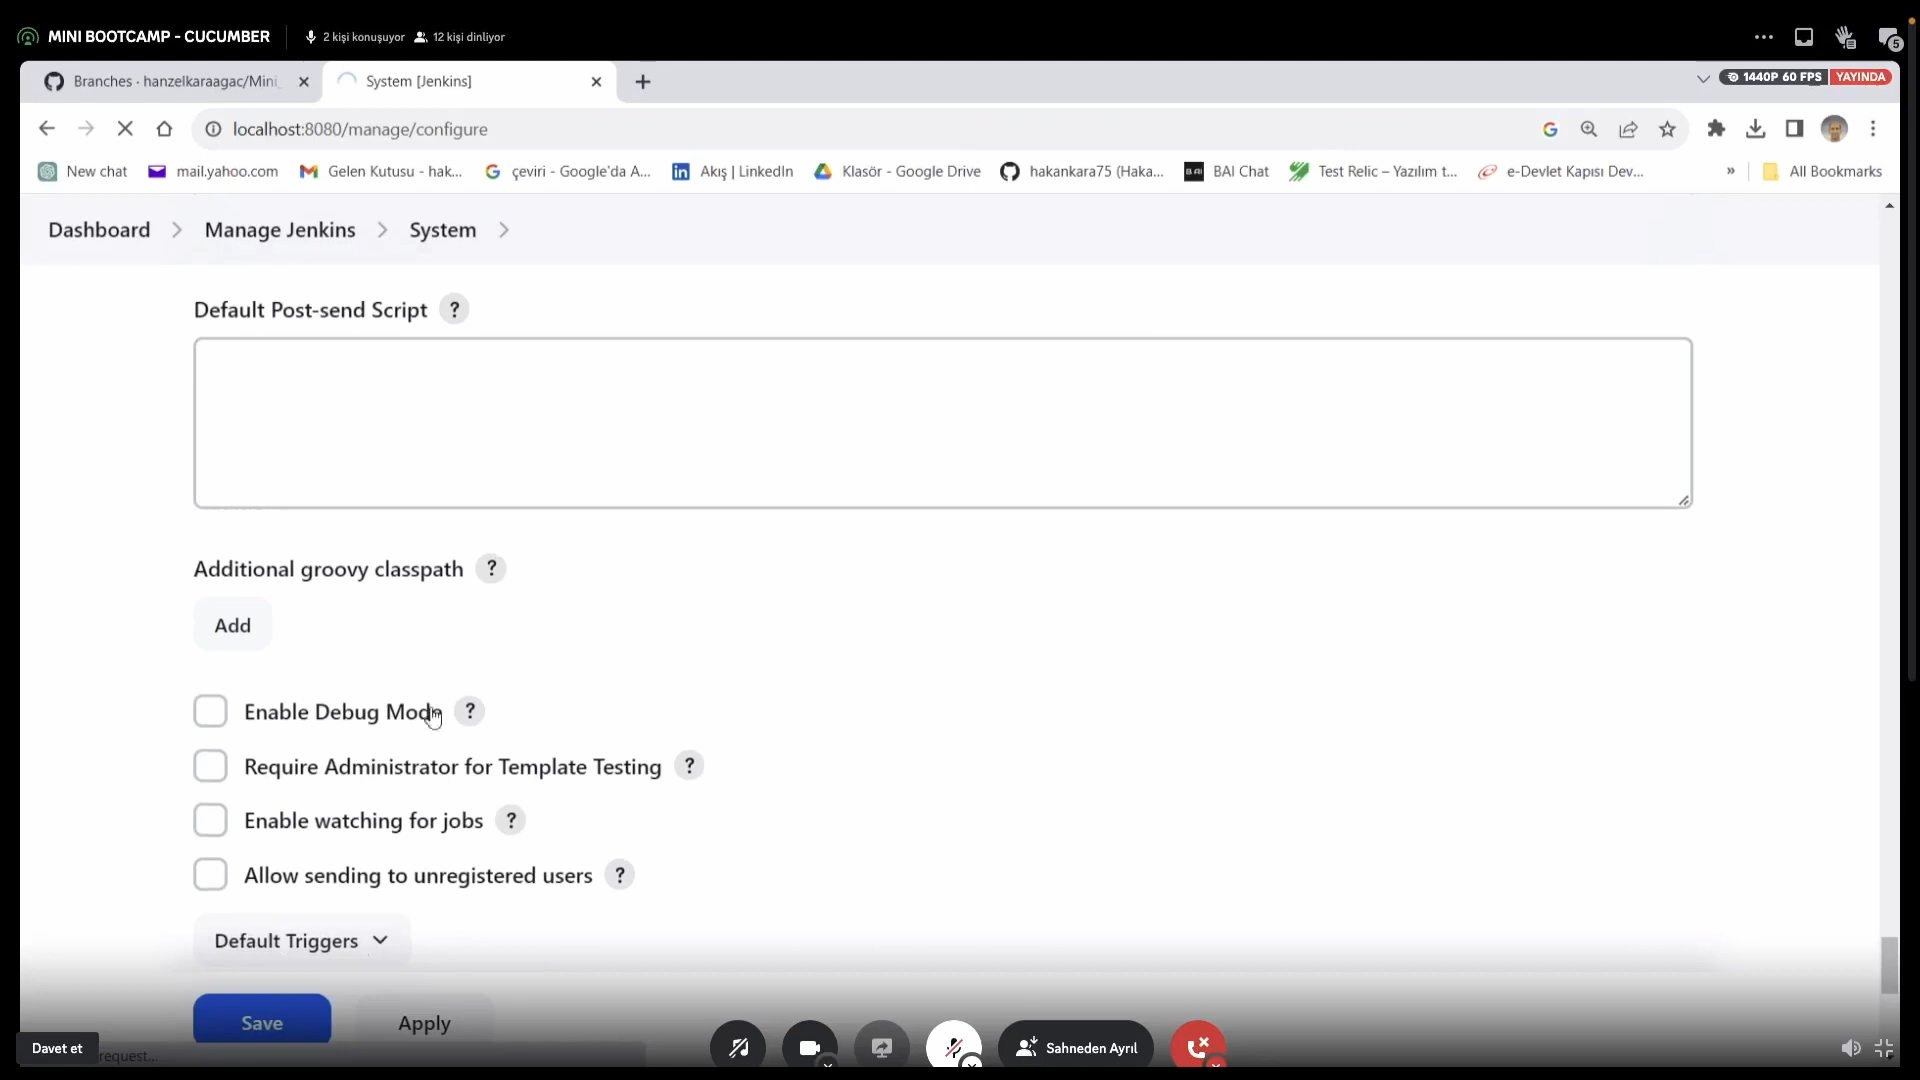 MINI BOOTCAMP - CUCUMBER 2 kişi konuşuyor 12 kişi dinliyor 5
Branches · hanzelkaraagac/Mini_ System [Jenkins] 1440P 60 FPS YAYINDA
localhost:8080/manage/configure
New chat mail.yahoo.com Gelen Kutusu - hak... çeviri - Google'da A... Akış | LinkedIn Klasör - Google Drive hakankara75 (Haka... BAI Chat Test Relic – Yazılım t... e-Devlet Kapısı Dev... » All Bookmarks
Dashboard > Manage Jenkins > System >
Default Post-send Script ?
Additional groovy classpath ?
Add
Enable Debug Mode ?
Require Administrator for Template Testing ?
Enable watching for jobs ?
Allow sending to unregistered users ?
Default Triggers
Save Apply
Davet et request... Sahneden Ayrıl